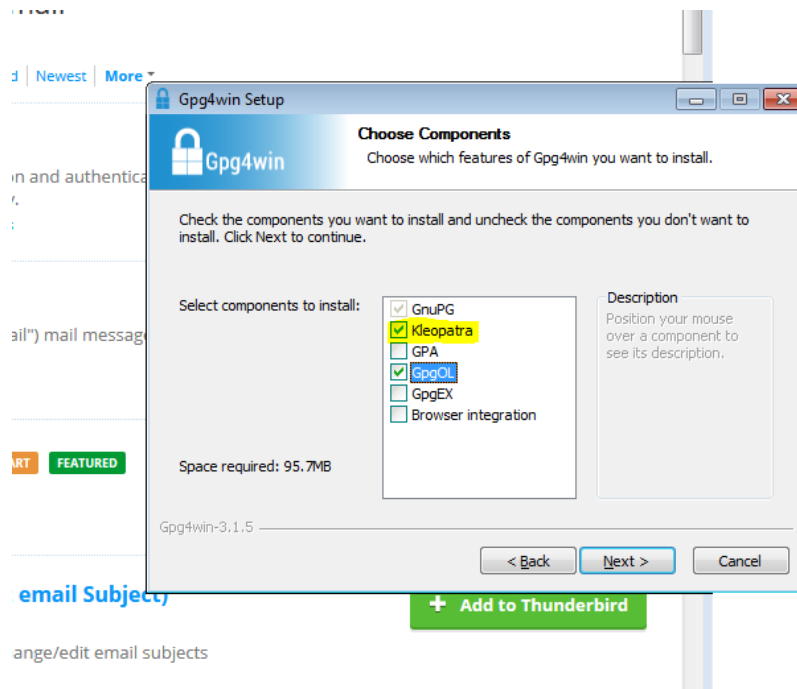 Newest More
Gpg4win Setup
Choose Components
Gpg4win
Choose which features of Gpg4win you want to install.
on and authentica
Check the components you want to install and uncheck the components you don't want to
install. Click Next to continue.
Select components to install:
GnuPG
Kleopatra
GPA
GpgOL
GpgEX
Browser integration
Description
Position your mouse
over a component to
see its description.
ail") mail message
FEATURED
Space required: 95.7MB
Gpg4win-3.1.5
< Back
Next >
Cancel
email Subject)
+ Add to Thunderbird
ange/edit email subjects